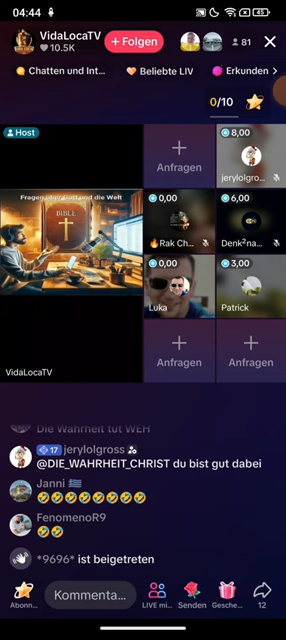 04:44
45
VidaLocaTV
10.5K
+ Folgen
81
Chatten und Int...
Beliebte LIV
Erkunden
0/10
Host
Anfragen
8,00
jerylolgro...
Fragen über Gott und die Welt
BIBLE
0,00
Rak Ch...
6,00
Denk²na...
0,00
Luka
3,00
Patrick
VidaLocaTV
Anfragen
Anfragen
Die Wahrheit tut WEH
17 jerylolgross
@DIE_WAHRHEIT_CHRIST du bist gut dabei
Janni 🇬🇷
🤣🤣🤣🤣🤣🤣🤣🤣
FenomenoR9
🤣🤣
*9696* ist beigetreten
Kommenta...
Abonn...
LIVE mi...
Senden
Gesche...
12